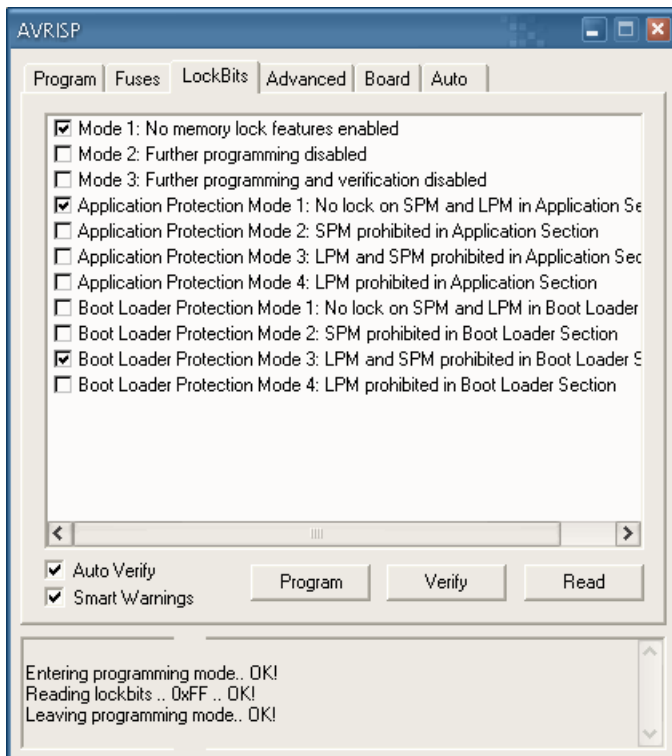 AVRISP
Program Fuses LockBits Advanced Board Auto
Mode 1: No memory lock features enabled
Mode 2: Further programming disabled
Mode 3: Further programming and verification disabled
Application Protection Mode 1: No lock on SPM and LPM in Application Se
Application Protection Mode 2: SPM prohibited in Application Section
Application Protection Mode 3: LPM and SPM prohibited in Application Sec
Application Protection Mode 4: LPM prohibited in Application Section
Boot Loader Protection Mode 1: No lock on SPM and LPM in Boot Loader
Boot Loader Protection Mode 2: SPM prohibited in Boot Loader Section
Boot Loader Protection Mode 3: LPM and SPM prohibited in Boot Loader S
Boot Loader Protection Mode 4: LPM prohibited in Boot Loader Section
Auto Verify
Smart Warnings
Program Verify Read
Entering programming mode.. OK!
Reading lockbits .. 0xFF .. OK!
Leaving programming mode.. OK!